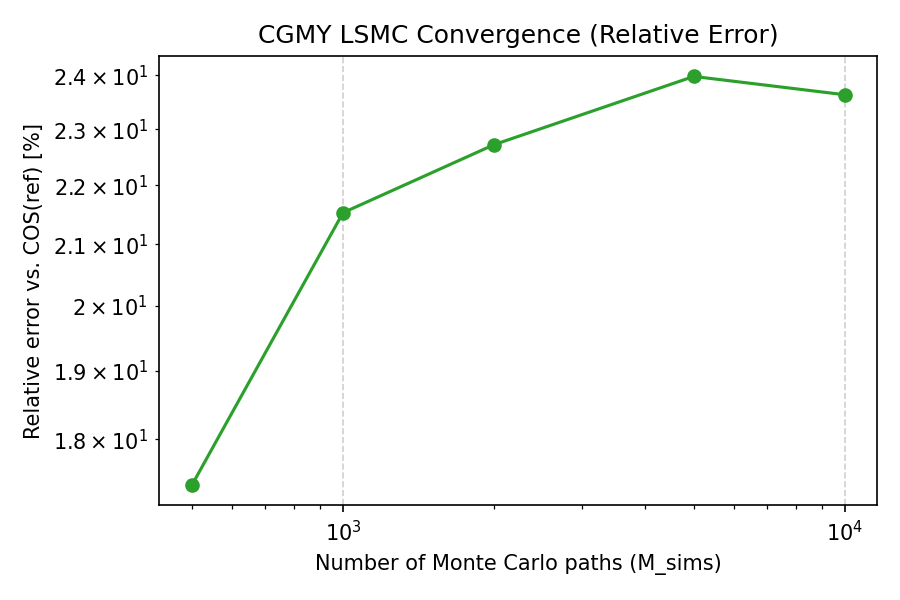 CGMY LSMC Convergence (Relative Error)
Relative error vs. COS(ref) [%]
2.4 × 10¹
2.3 × 10¹
2.2 × 10¹
2.1 × 10¹
2 × 10¹
1.9 × 10¹
1.8 × 10¹
10³
10⁴
Number of Monte Carlo paths (M_sims)